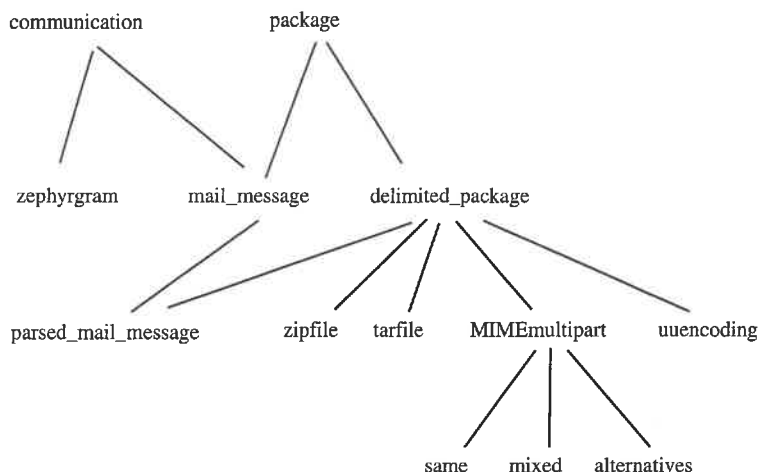 communication package
zephyrgram mail_message delimited_package
parsed_mail_message zipfile tarfile MIMEmultipart uuencoding
same mixed alternatives